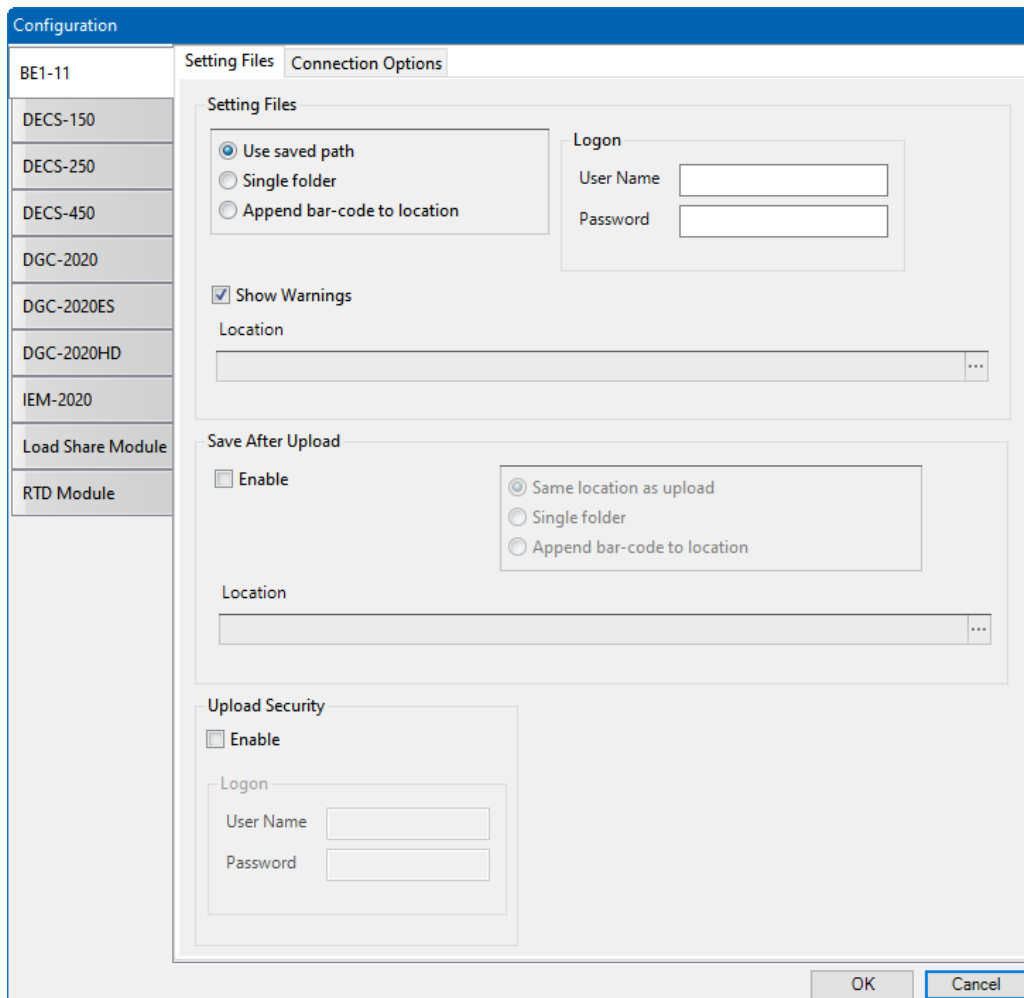 Configuration
BE1-11
DECS-150
DECS-250
DECS-450
DGC-2020
DGC-2020ES
DGC-2020HD
IEM-2020
Load Share Module
RTD Module
Setting Files
Connection Options
Setting Files
Use saved path
Single folder
Append bar-code to location
Logon
User Name
Password
Show Warnings
Location
...
Save After Upload
Enable
Same location as upload
Single folder
Append bar-code to location
Location
...
Upload Security
Enable
Logon
User Name
Password
OK
Cancel